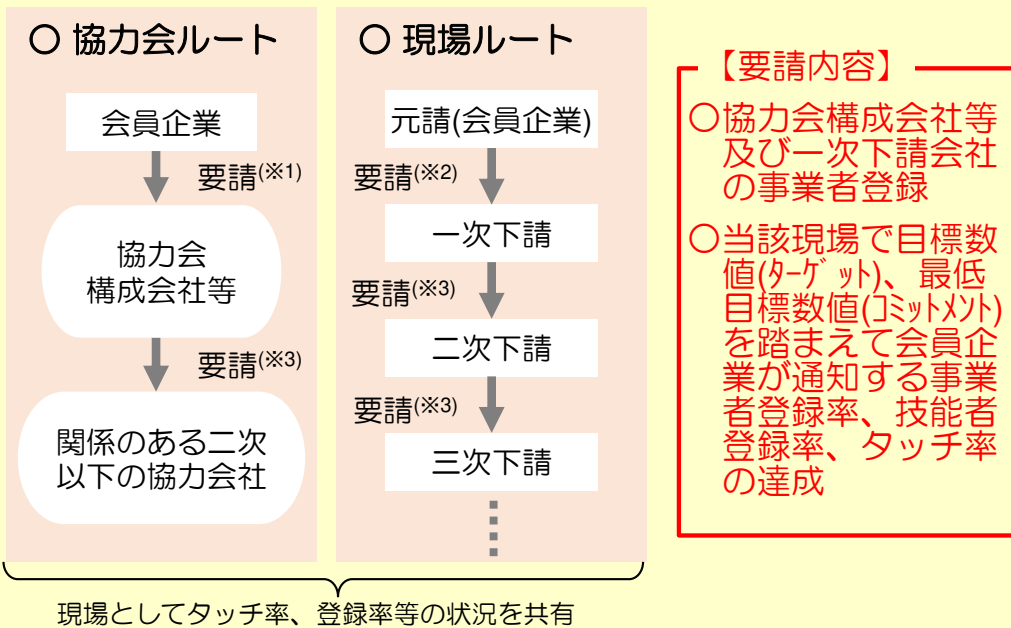 〇 協力会ルート
会員企業
要請(※1)
協力会
構成会社等
要請(※3)
関係のある二次
以下の協力会社
〇 現場ルート
元請(会員企業)
要請(※2)
一次下請
要請(※3)
二次下請
要請(※3)
三次下請
現場としてタッチ率、登録率等の状況を共有
【要請内容】
〇協力会構成会社等
及び一次下請会社
の事業者登録
〇当該現場で目標数
値(ﾀｰｹﾞｯﾄ)、最低
目標数値(ｺﾐｯﾄﾒﾝﾄ)
を踏まえて会員企
業が通知する事業
者登録率、技能者
登録率、タッチ率
の達成